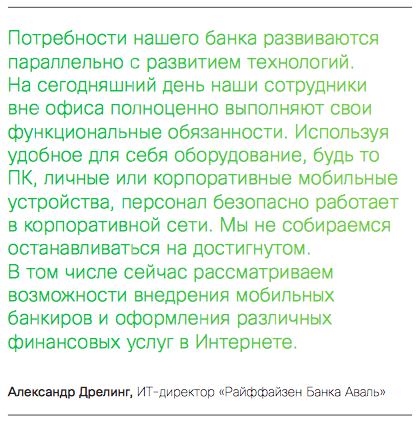 Потребности нашего банка развиваются
параллельно с развитием технологий.
На сегодняшний день наши сотрудники
вне офиса полноценно выполняют свои
функциональные обязанности. Используя
удобное для себя оборудование, будь то
ПК, личные или корпоративные мобильные
устройства, персонал безопасно работает
в корпоративной сети. Мы не собираемся
останавливаться на достигнутом.
В том числе сейчас рассматриваем
возможности внедрения мобильных
банкиров и оформления различных
финансовых услуг в Интернете.
Александр Дрелинг, ИТ-директор «Райффайзен Банка Аваль»